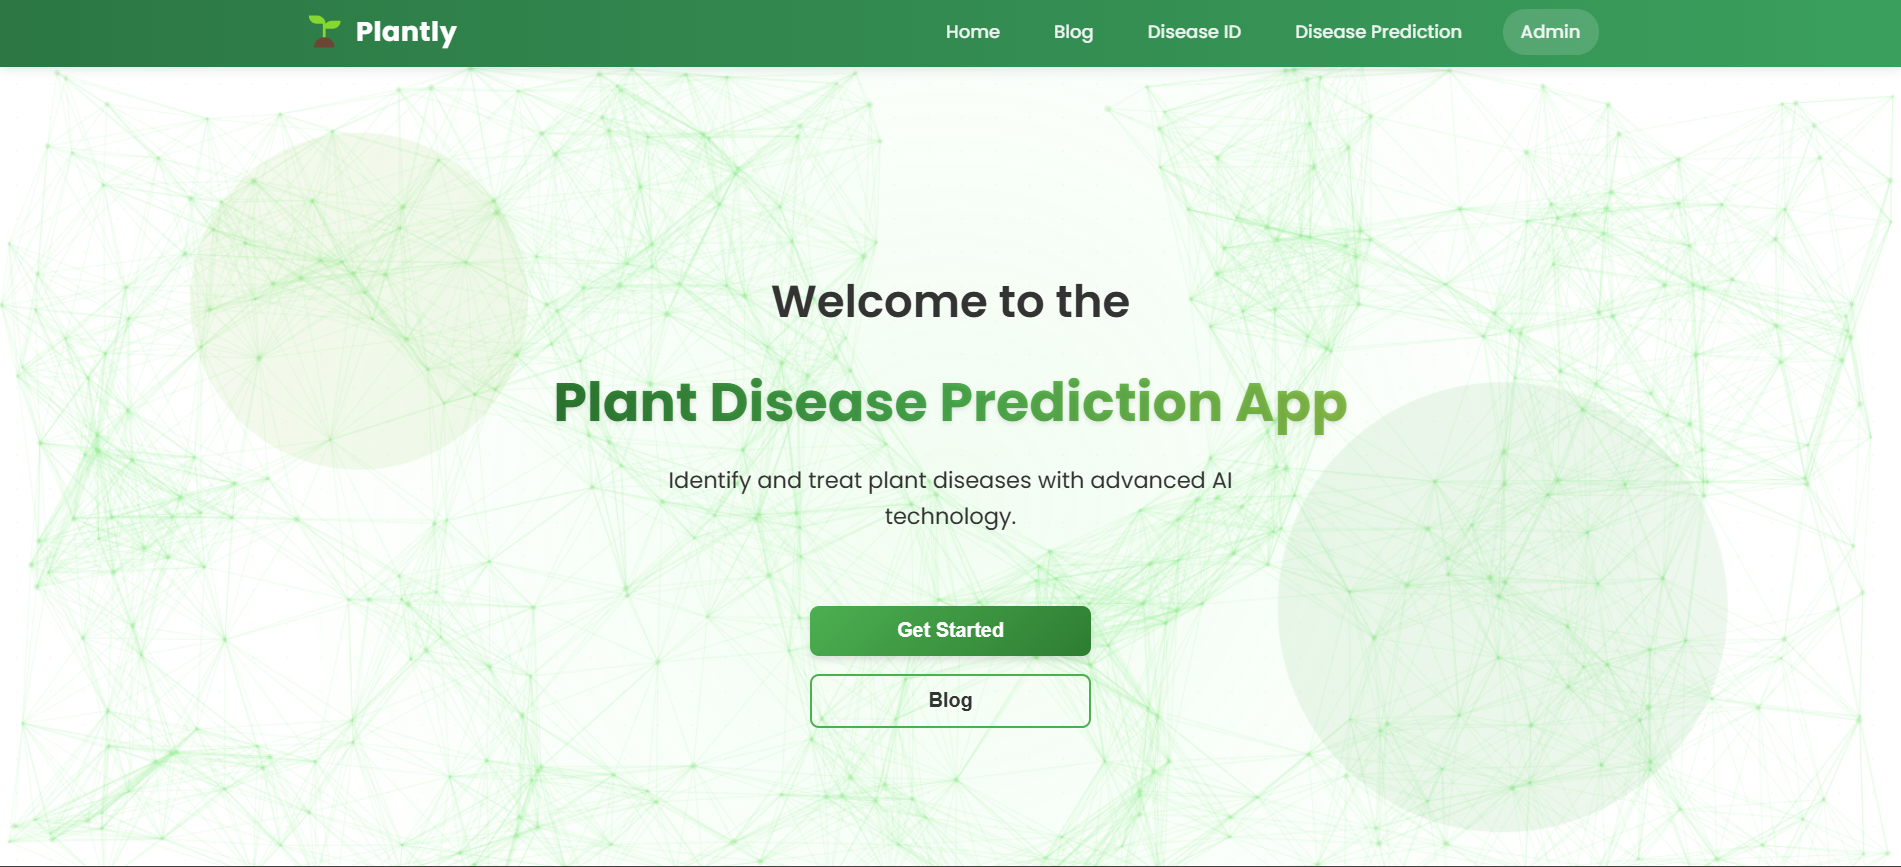 Plantly
Home
Blog
Disease ID
Disease Prediction
Admin
Welcome to the
Plant Disease Prediction App
Identify and treat plant diseases with advanced AI
technology.
Get Started
Blog